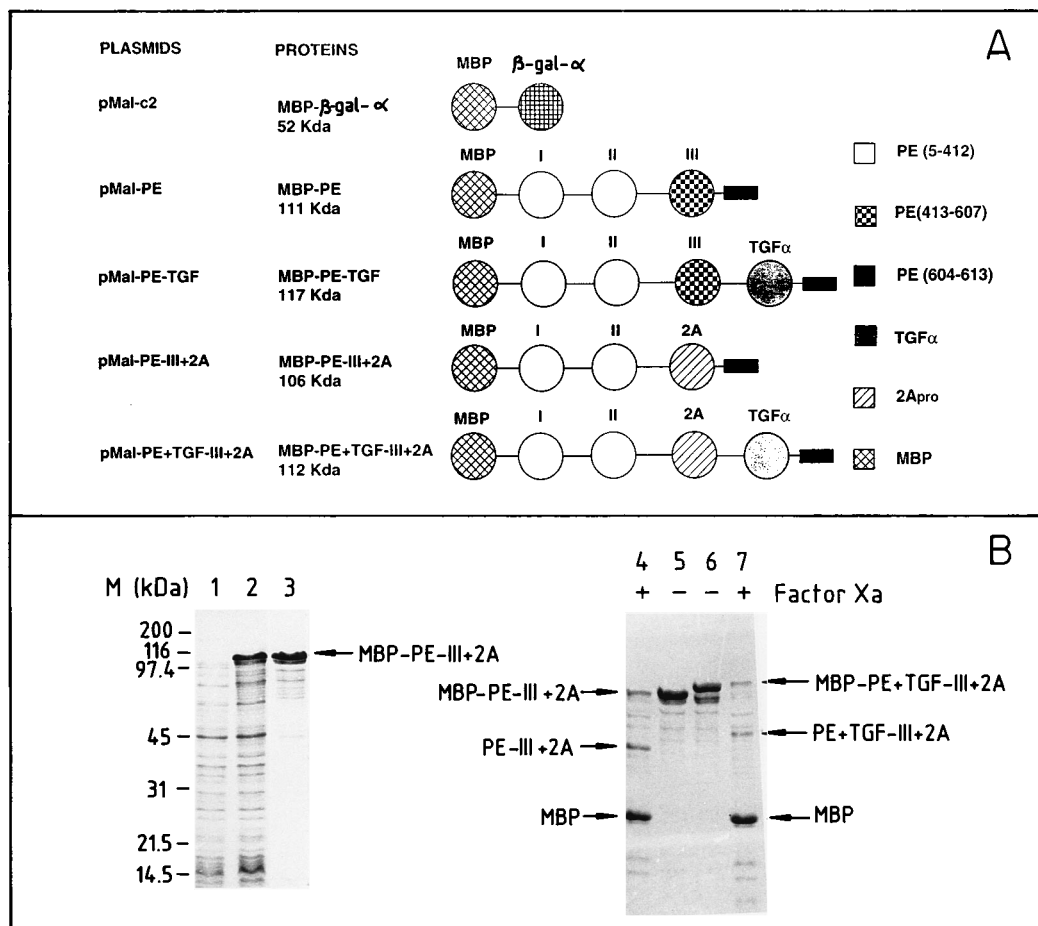 A
PLASMIDS PROTEINS
MBP β-gal-α
pMal-c2 MBP-β-gal-α
52 Kda
MBP I II III
pMal-PE MBP-PE
111 Kda
MBP I II III TGFα
pMal-PE-TGF MBP-PE-TGF
117 Kda
MBP I II 2A
pMal-PE-III+2A MBP-PE-III+2A
106 Kda
MBP I II 2A TGFα
pMal-PE+TGF-III+2A MBP-PE+TGF-III+2A
112 Kda
PE (5-412)
PE(413-607)
PE (604-613)
TGFα
2Apro
MBP
B
M (kDa) 1 2 3
200
116
97.4
45
31
21.5
14.5
MBP-PE-III+2A
4 5 6 7
+ - - + Factor Xa
MBP-PE-III+2A
PE-III+2A
MBP
MBP-PE+TGF-III+2A
PE+TGF-III+2A
MBP